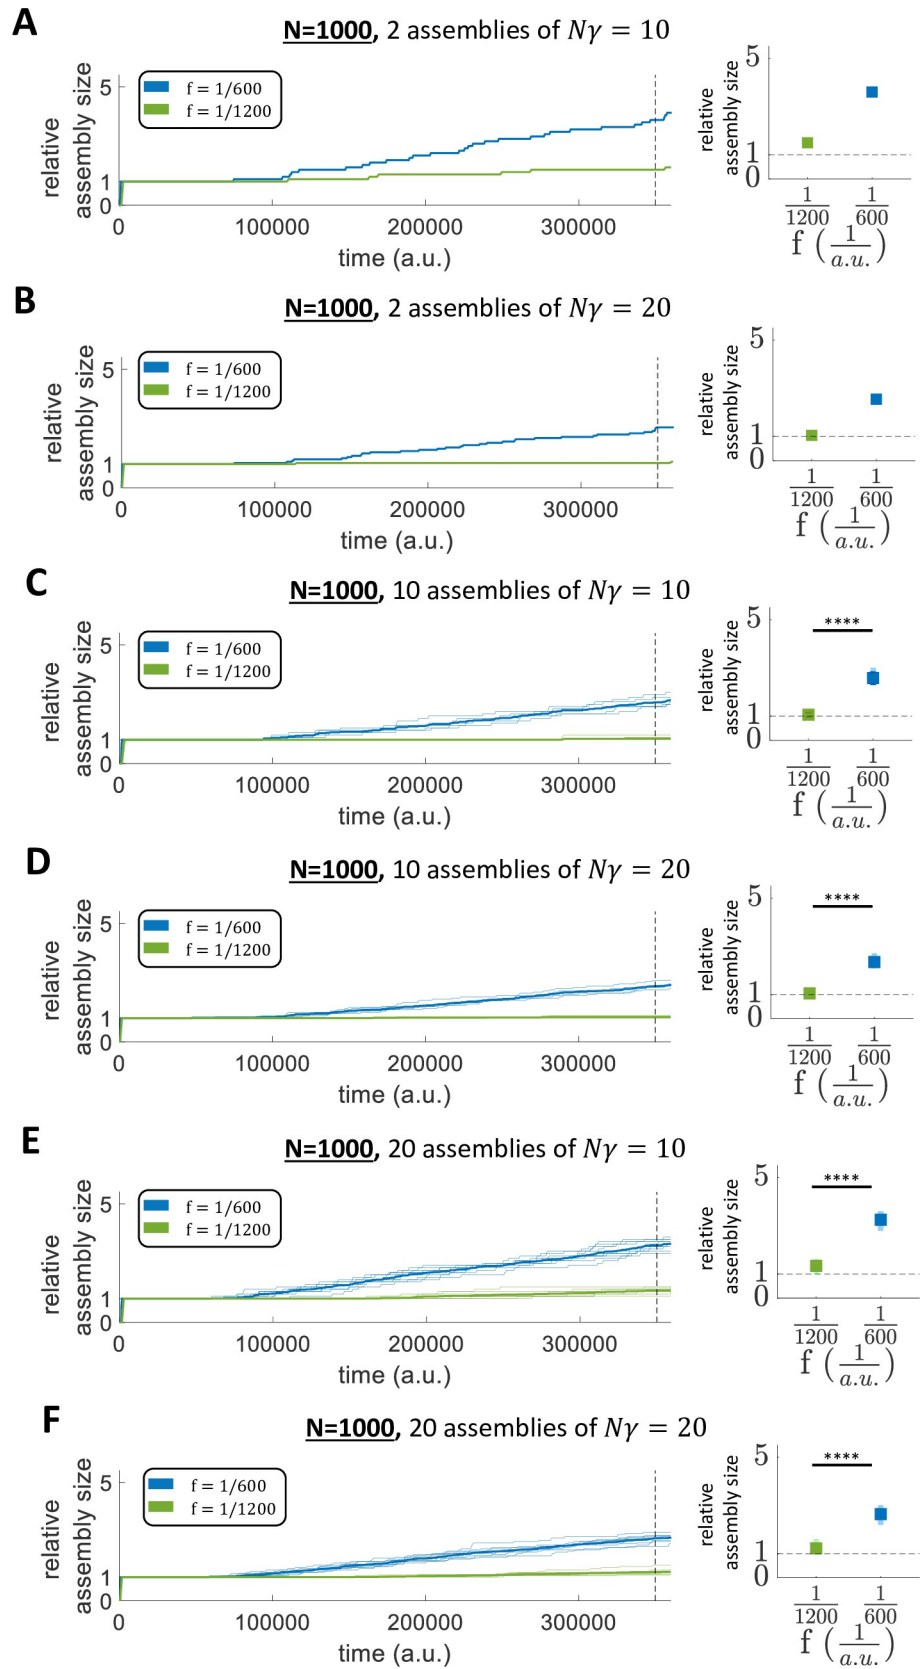 A
N=1000, 2 assemblies of Nγ = 10
relative
assembly size
5
1
0
f = 1/600
f = 1/1200
0
100000
200000
300000
time (a.u.)
relative
assembly size
5
1
0
1/1200
1/600
f (1/a.u.)
B
N=1000, 2 assemblies of Nγ = 20
relative
assembly size
5
1
0
f = 1/600
f = 1/1200
0
100000
200000
300000
time (a.u.)
relative
assembly size
5
1
0
1/1200
1/600
f (1/a.u.)
C
N=1000, 10 assemblies of Nγ = 10
relative
assembly size
5
1
0
f = 1/600
f = 1/1200
0
100000
200000
300000
time (a.u.)
relative
assembly size
5
1
0
****
1/1200
1/600
f (1/a.u.)
D
N=1000, 10 assemblies of Nγ = 20
relative
assembly size
5
1
0
f = 1/600
f = 1/1200
0
100000
200000
300000
time (a.u.)
relative
assembly size
5
1
0
****
1/1200
1/600
f (1/a.u.)
E
N=1000, 20 assemblies of Nγ = 10
relative
assembly size
5
1
0
f = 1/600
f = 1/1200
0
100000
200000
300000
time (a.u.)
relative
assembly size
5
1
0
****
1/1200
1/600
f (1/a.u.)
F
N=1000, 20 assemblies of Nγ = 20
relative
assembly size
5
1
0
f = 1/600
f = 1/1200
0
100000
200000
300000
time (a.u.)
relative
assembly size
5
1
0
****
1/1200
1/600
f (1/a.u.)